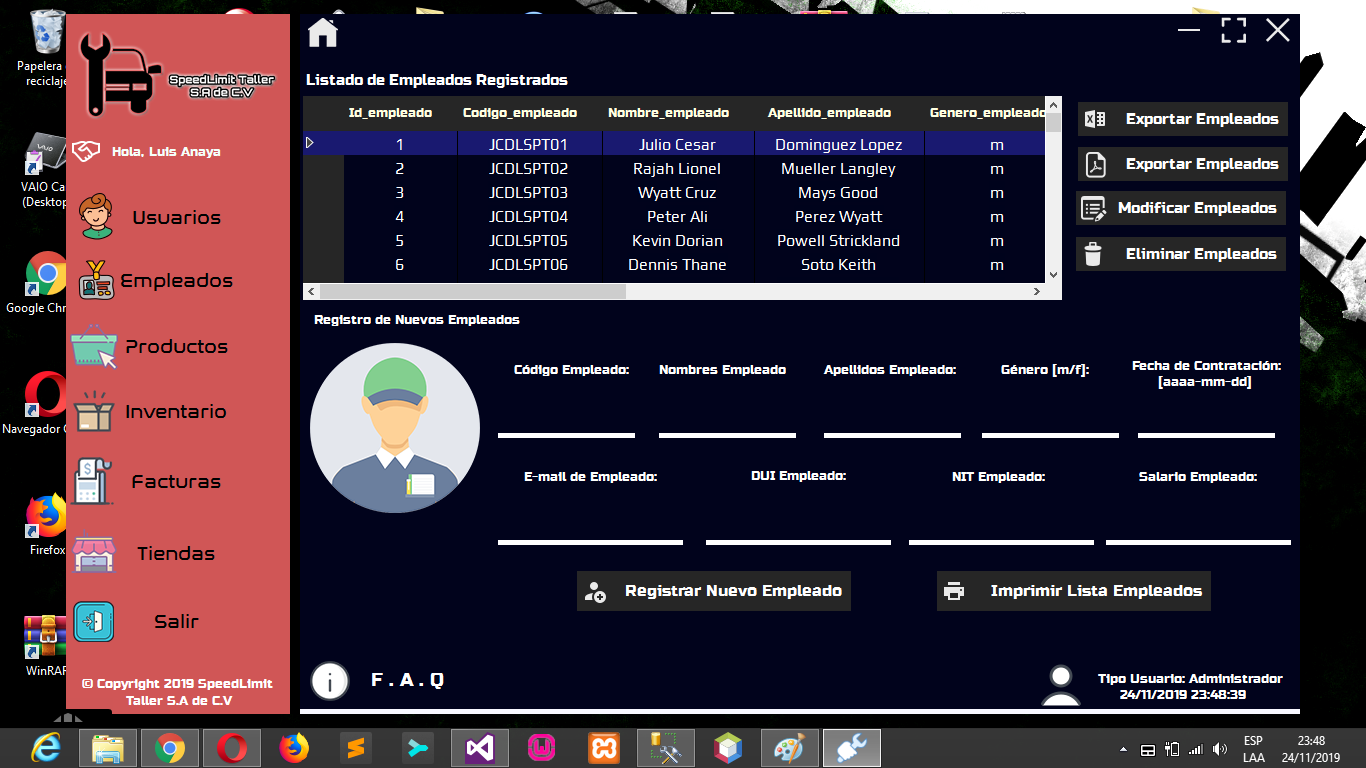 Papelera
reciclaje
VAIO
VAIO Ca
(Desktop
Google Chr
Navegador
Firefox
WinRAR
SpeedLimit Taller
S.A de C.V
Hola, Luis Anaya
Usuarios
Empleados
Productos
Inventario
Facturas
Tiendas
Salir
© Copyright 2019 SpeedLimit
Taller S.A de C.V
Listado de Empleados Registrados
Id_empleado Codigo_empleado Nombre_empleado Apellido_empleado Genero_empleado
1 JCDLSPT01 Julio Cesar Dominguez Lopez m
2 JCDLSPT02 Rajah Lionel Mueller Langley m
3 JCDLSPT03 Wyatt Cruz Mays Good m
4 JCDLSPT04 Peter Ali Perez Wyatt m
5 JCDLSPT05 Kevin Dorian Powell Strickland m
6 JCDLSPT06 Dennis Thane Soto Keith m
Exportar Empleados
Exportar Empleados
Modificar Empleados
Eliminar Empleados
Registro de Nuevos Empleados
Código Empleado: Nombres Empleado Apellidos Empleado: Género [m/f]: Fecha de Contratación:
[aaaa-mm-dd]
E-mail de Empleado: DUI Empleado: NIT Empleado: Salario Empleado:
Registrar Nuevo Empleado Imprimir Lista Empleados
i F . A . Q
Tipo Usuario: Administrador
24/11/2019 23:48:39
ESP 23:48
LAA 24/11/2019